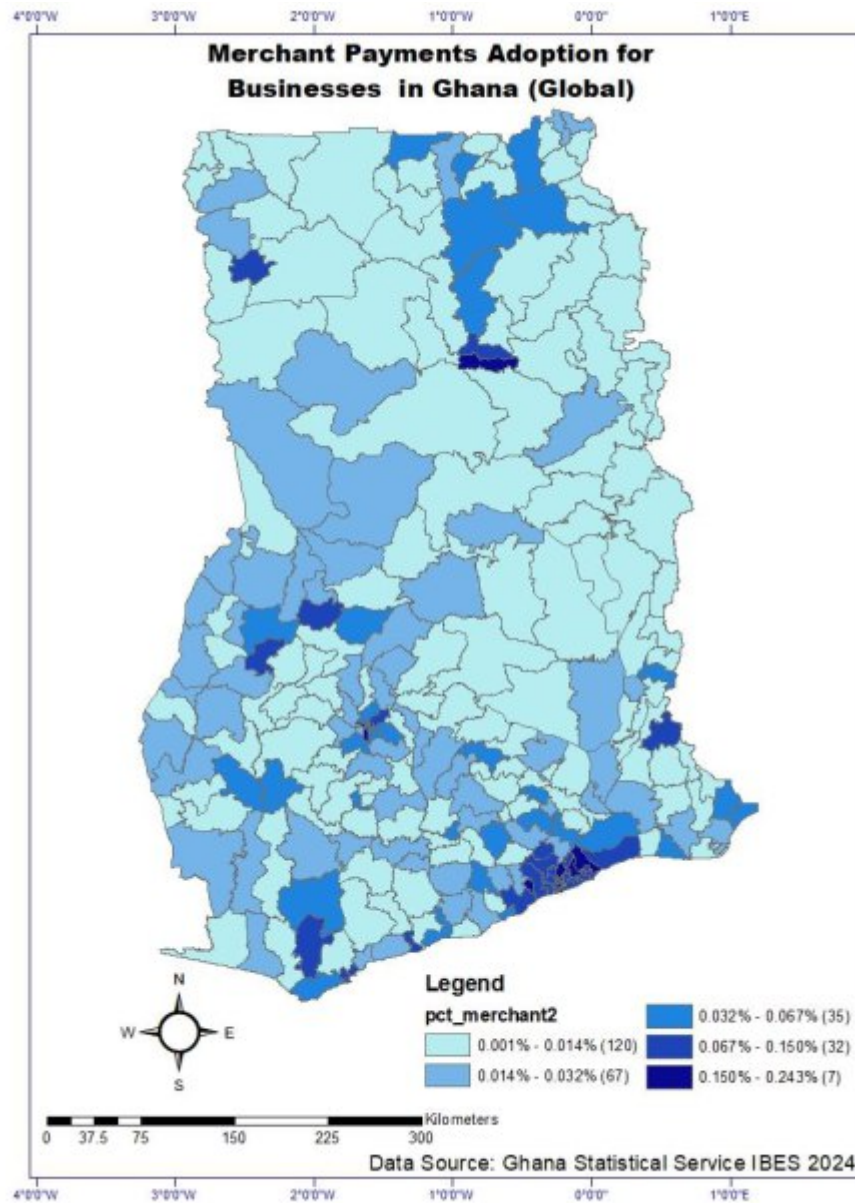 4°0'0"W 3°0'0"W 2°0'0"W 1°0'0"W 0°0'0" 1°0'0"E
Merchant Payments Adoption for
Businesses in Ghana (Global)
N
W E
S
Legend
pct_merchant2
0.001% - 0.014% (120)
0.014% - 0.032% (67)
0.032% - 0.067% (35)
0.067% - 0.150% (32)
0.150% - 0.243% (7)
Kilometers
0 37.5 75 150 225 300
Data Source: Ghana Statistical Service IBES 2024
4°0'0"W 3°0'0"W 2°0'0"W 1°0'0"W 0°0'0" 1°0'0"E